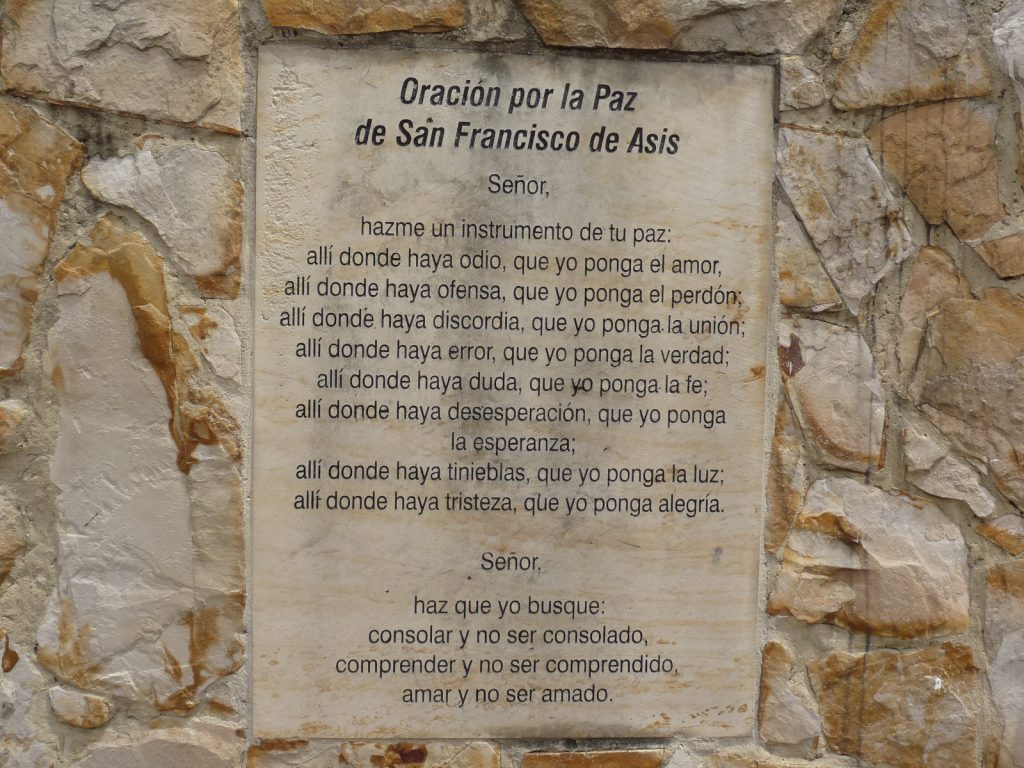 Oración por la Paz
de San Francisco de Asis
Señor,
hazme un instrumento de tu paz:
allí donde haya odio, que yo ponga el amor,
allí donde haya ofensa, que yo ponga el perdón;
allí donde haya discordia, que yo ponga la unión;
allí donde haya error, que yo ponga la verdad;
allí donde haya duda, que yo ponga la fe;
allí donde haya desesperación, que yo ponga
la esperanza;
allí donde haya tinieblas, que yo ponga la luz;
allí donde haya tristeza, que yo ponga alegría.
Señor,
haz que yo busque:
consolar y no ser consolado,
comprender y no ser comprendido,
amar y no ser amado.